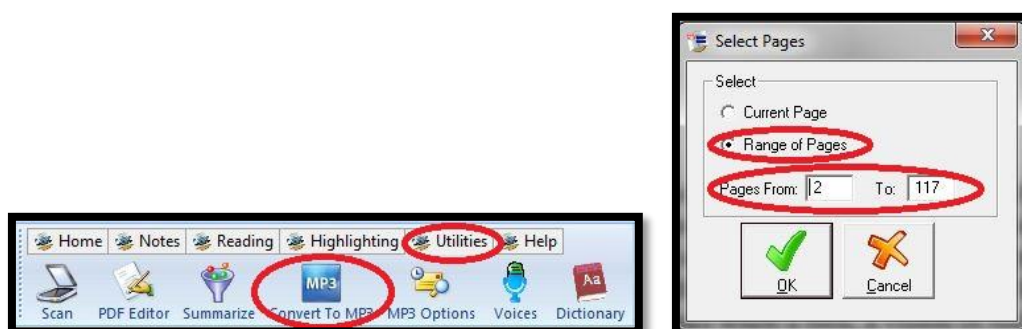 Home Notes Reading Highlighting Utilities Help
MP3
Aa
Scan PDF Editor Summarize Convert To MP3 MP3 Options Voices Dictionary
Select Pages
Select
Current Page
Range of Pages
Pages From: 2 To: 117
OK Cancel